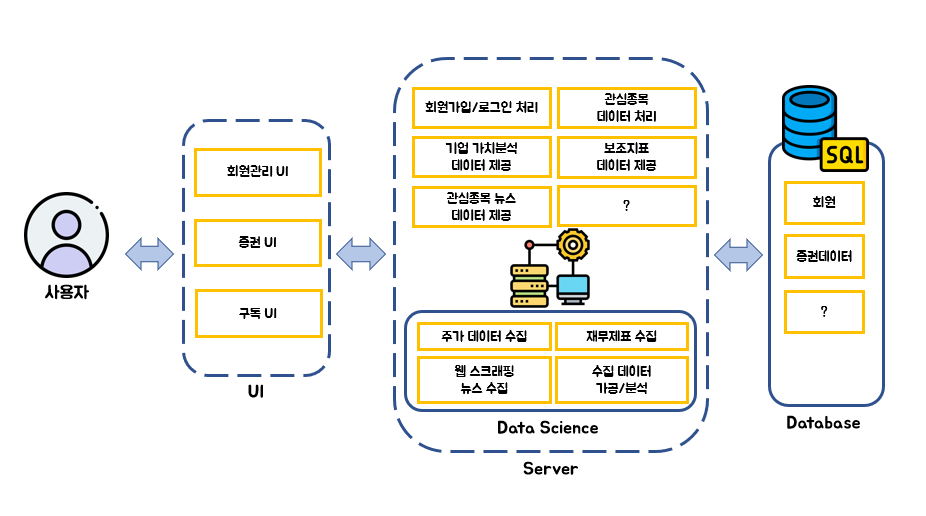 사용자
회원관리 UI
증권 UI
구독 UI
UI
회원가입/로그인 처리
관심종목
데이터 처리
기업 가치분석
데이터 제공
보조지표
데이터 제공
관심종목 뉴스
데이터 제공
?
주가 데이터 수집
재무제표 수집
웹 스크래핑
뉴스 수집
수집 데이터
가공/분석
Data Science
Server
SQL
회원
증권데이터
?
Database